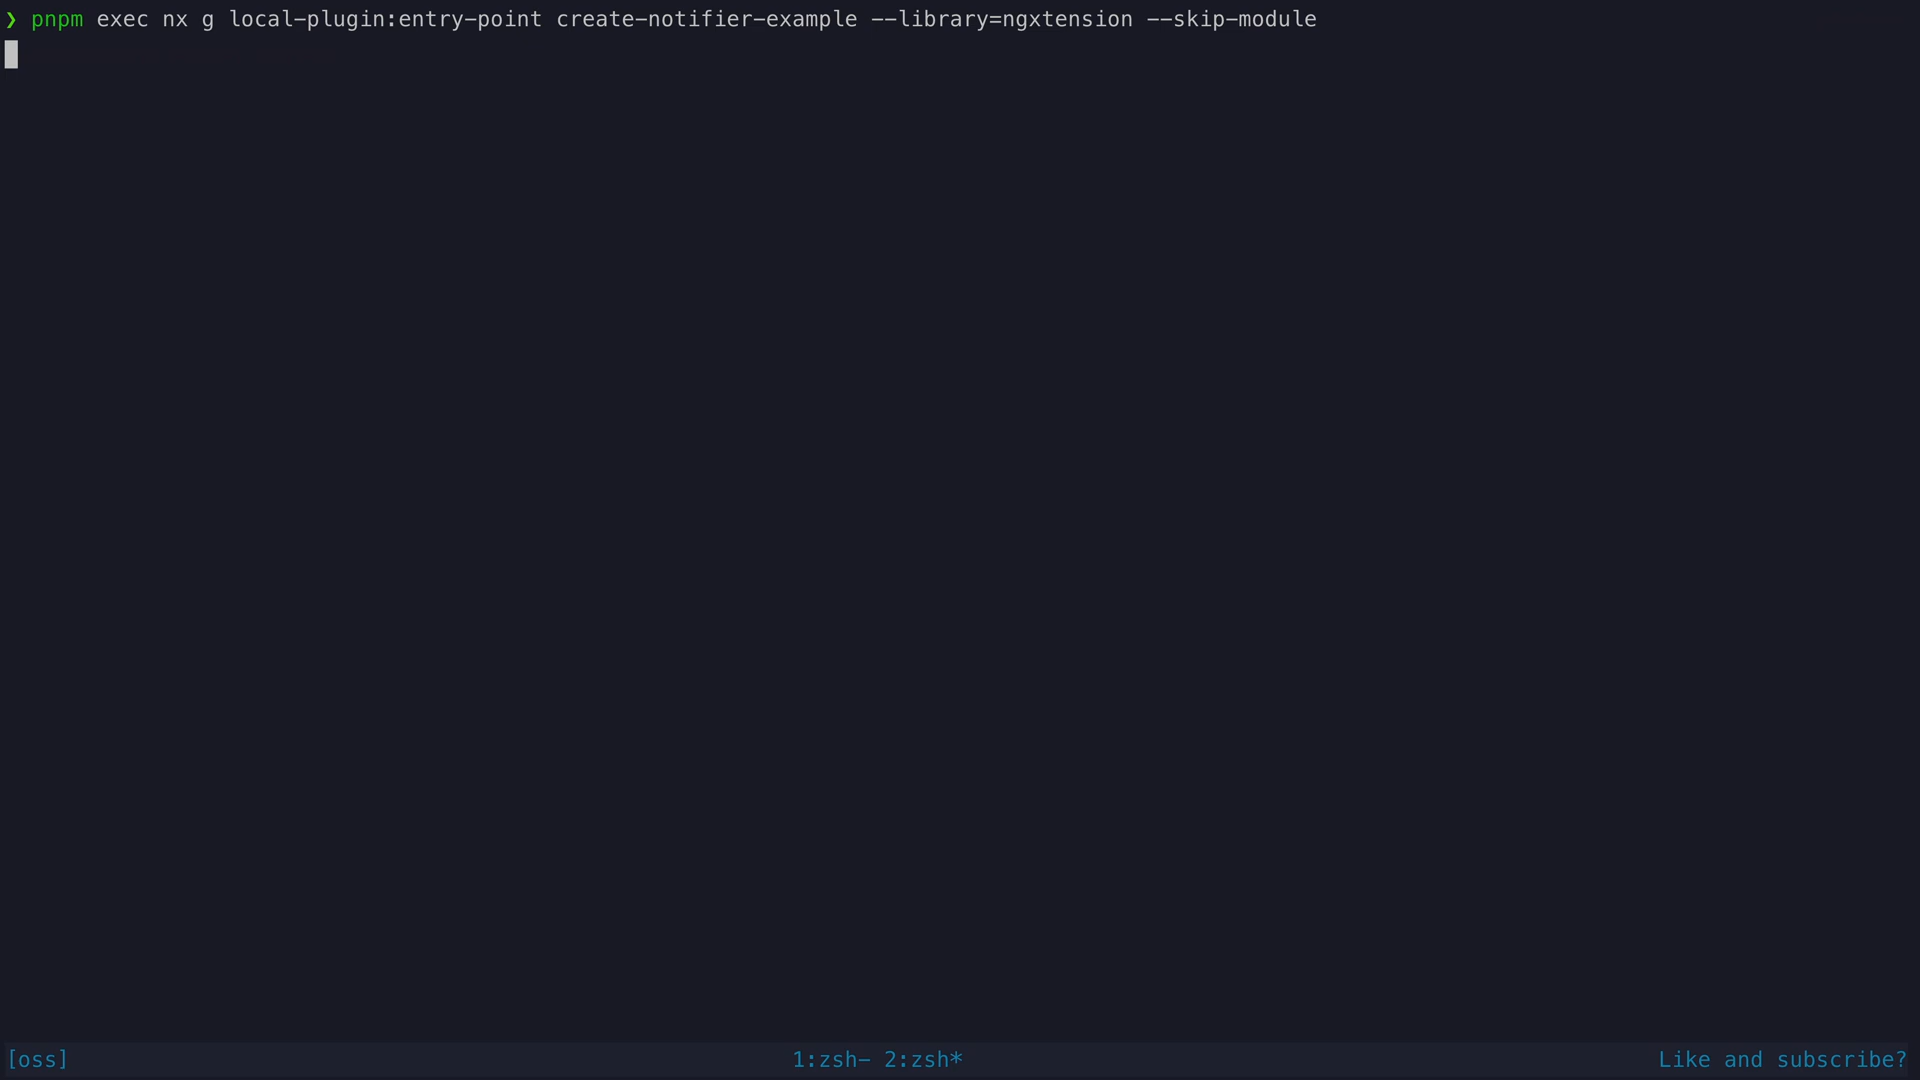 ❯ pnpm exec nx g local-plugin:entry-point create-notifier-example --library=ngxtension --skip-module
[oss] 1:zsh- 2:zsh* Like and subscribe?